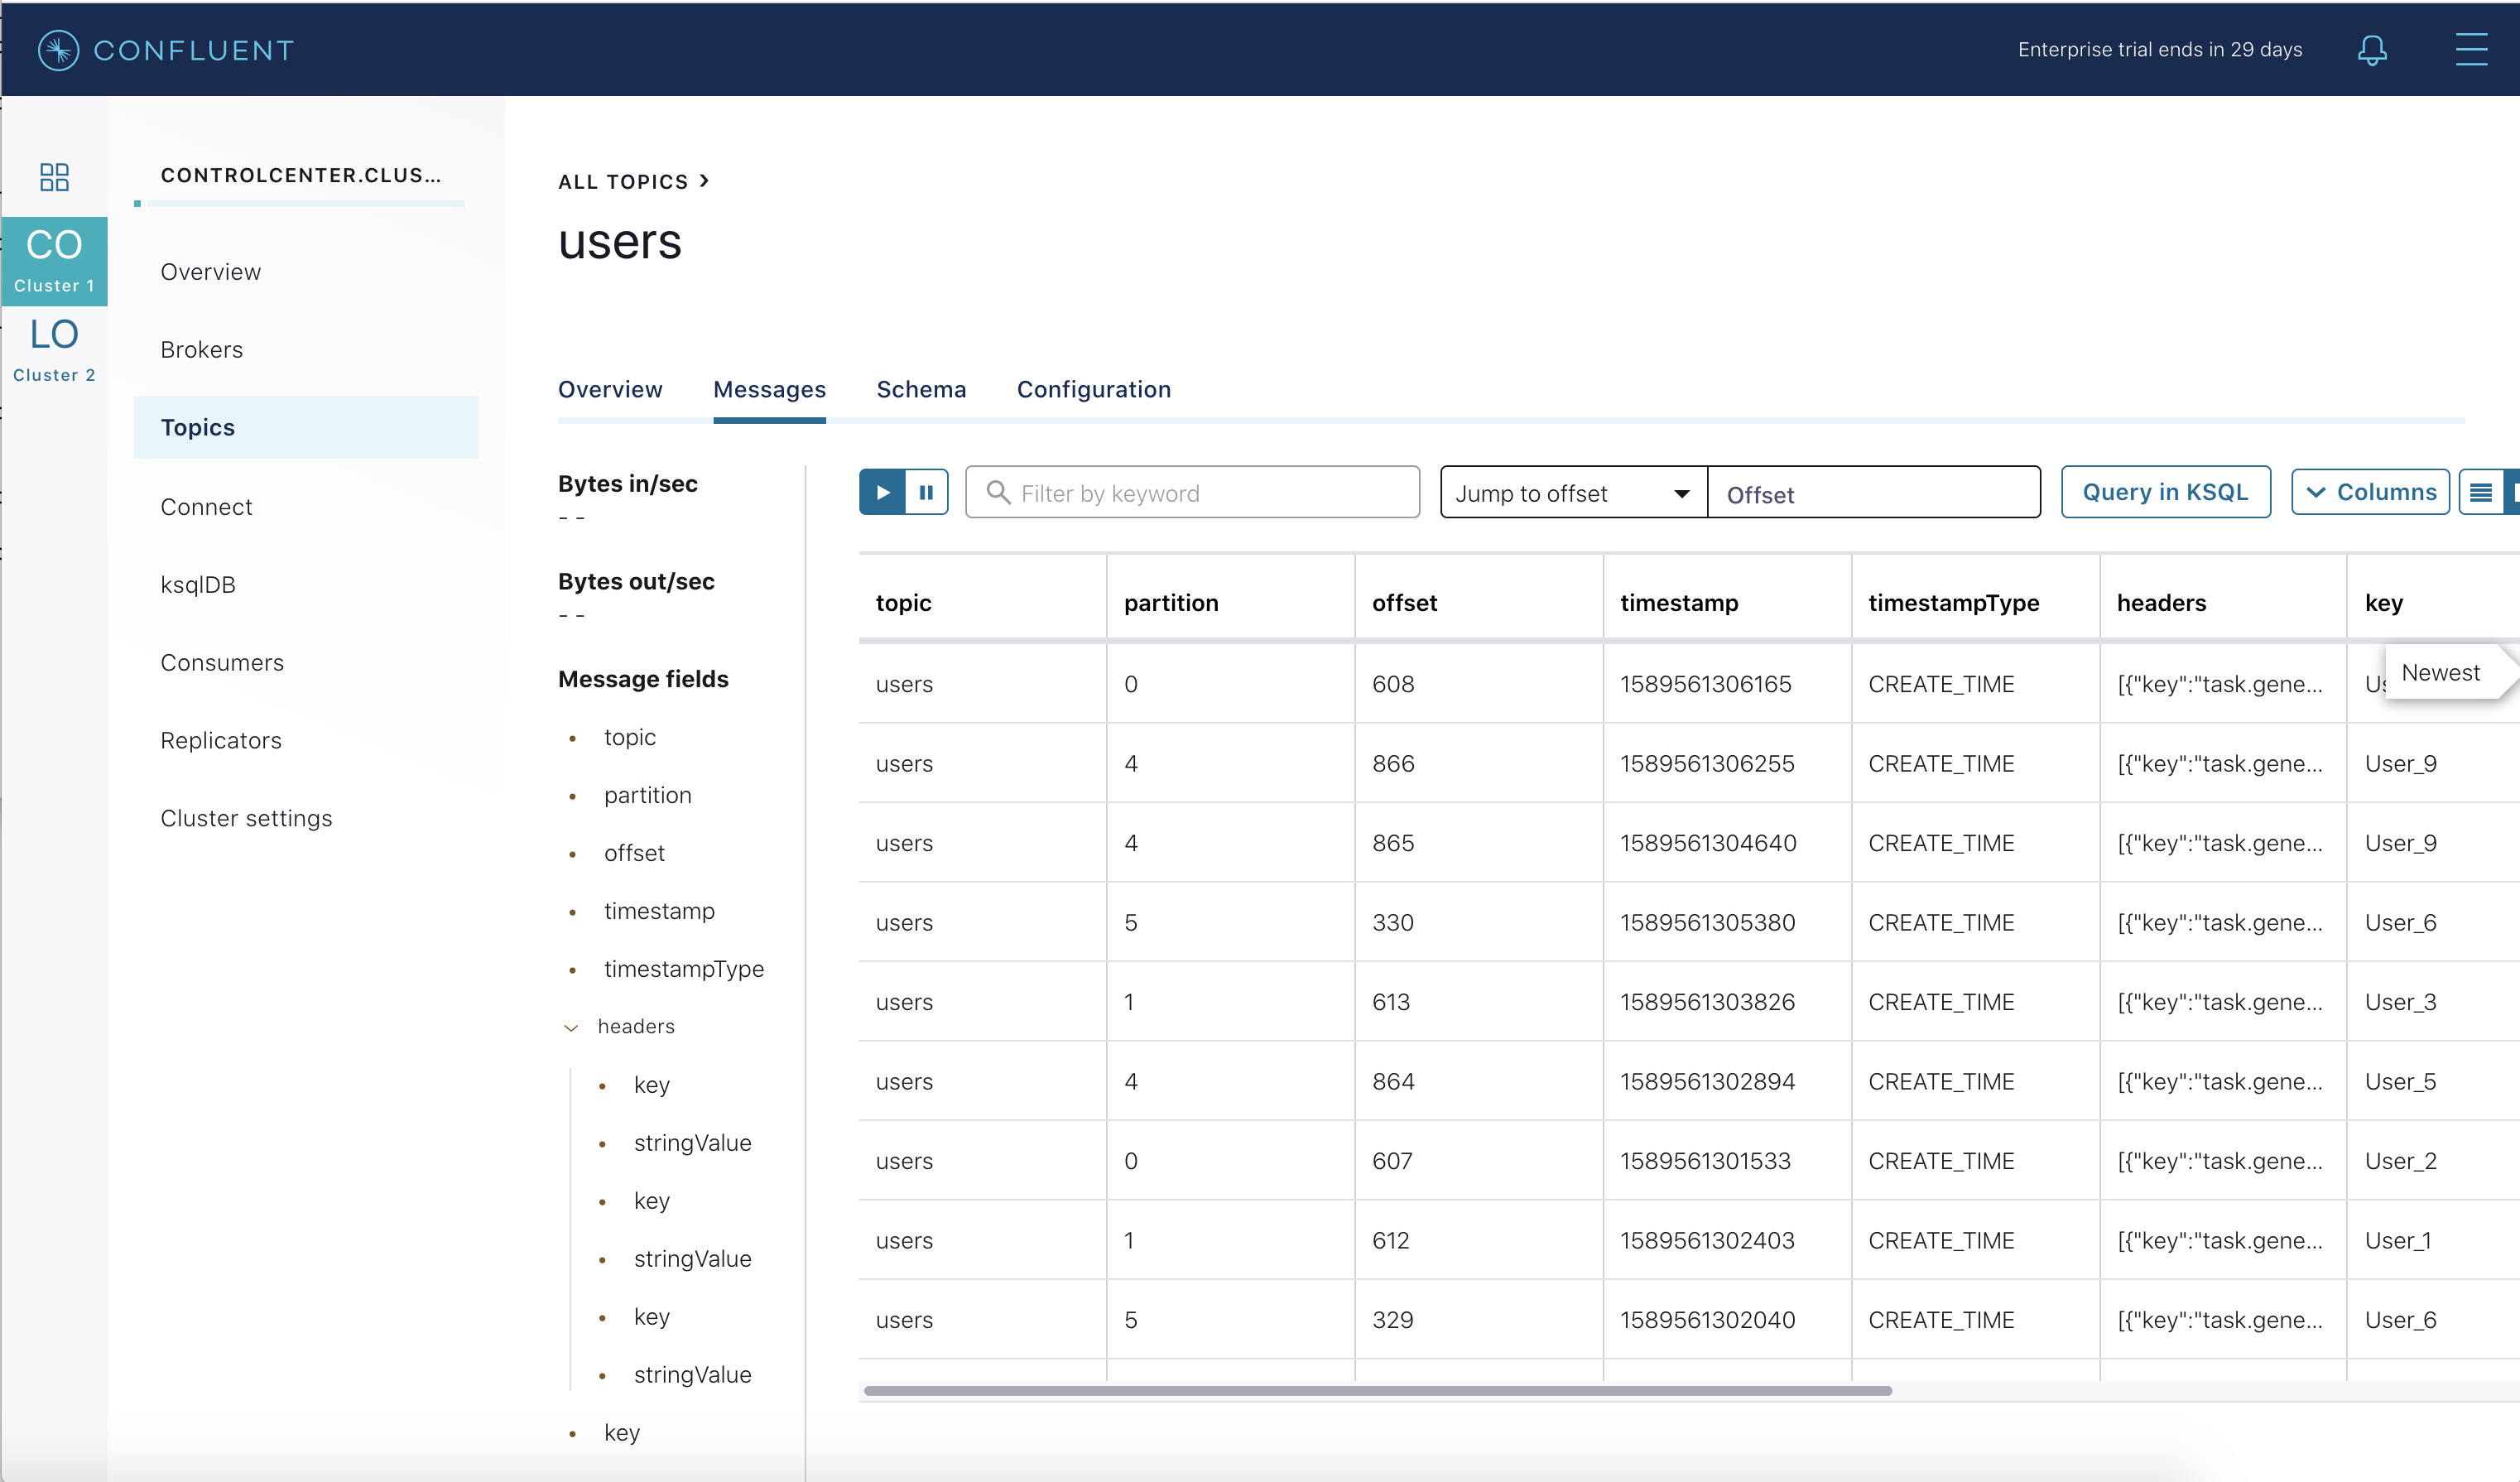 CONFLUENT
Enterprise trial ends in 29 days
CO
Cluster 1
LO
Cluster 2
CONTROLCENTER.CLUS...
Overview
Brokers
Topics
Connect
ksqlDB
Consumers
Replicators
Cluster settings
ALL TOPICS
users
Overview Messages Schema Configuration
Bytes in/sec
- -
Bytes out/sec
- -
Message fields
topic
partition
offset
timestamp
timestampType
headers
key
stringValue
key
stringValue
key
stringValue
key
Filter by keyword Jump to offset Offset Query in KSQL Columns
topic partition offset timestamp timestampType headers key
users 0 608 1589561306165 CREATE_TIME [{"key":"task.gene...
Newest
users 4 866 1589561306255 CREATE_TIME [{"key":"task.gene... User_9
users 4 865 1589561304640 CREATE_TIME [{"key":"task.gene... User_9
users 5 330 1589561305380 CREATE_TIME [{"key":"task.gene... User_6
users 1 613 1589561303826 CREATE_TIME [{"key":"task.gene... User_3
users 4 864 1589561302894 CREATE_TIME [{"key":"task.gene... User_5
users 0 607 1589561301533 CREATE_TIME [{"key":"task.gene... User_2
users 1 612 1589561302403 CREATE_TIME [{"key":"task.gene... User_1
users 5 329 1589561302040 CREATE_TIME [{"key":"task.gene... User_6